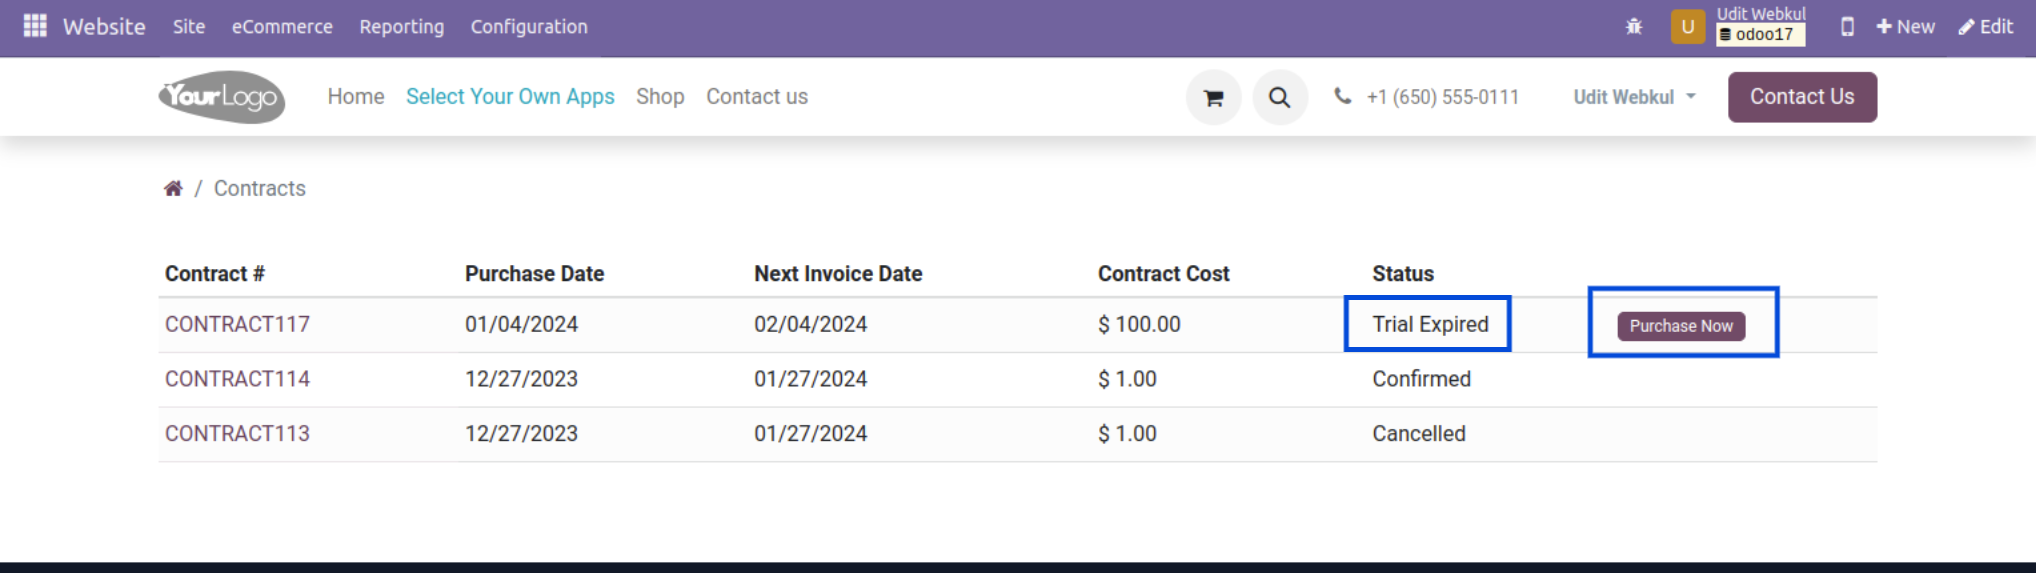 Website Site eCommerce Reporting Configuration U Udit Webkul odoo17 New Edit
YourLogo Home Select Your Own Apps Shop Contact us +1 (650) 555-0111 Udit Webkul Contact Us
/ Contracts
Contract # Purchase Date Next Invoice Date Contract Cost Status
CONTRACT117 01/04/2024 02/04/2024 $ 100.00 Trial Expired Purchase Now
CONTRACT114 12/27/2023 01/27/2024 $ 1.00 Confirmed
CONTRACT113 12/27/2023 01/27/2024 $ 1.00 Cancelled